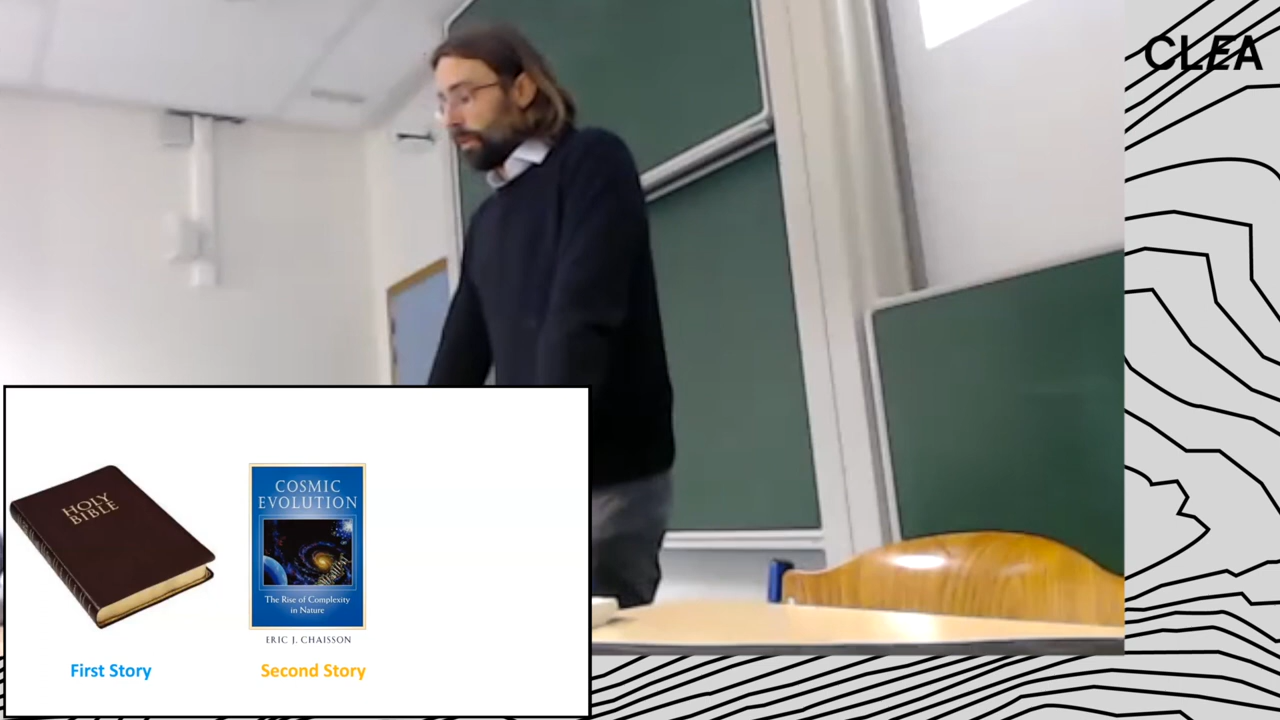 CLEA
HOLY
BIBLE
COSMIC
EVOLUTION
The Rise of Complexity
in Nature
ERIC J. CHAISSON
First Story
Second Story